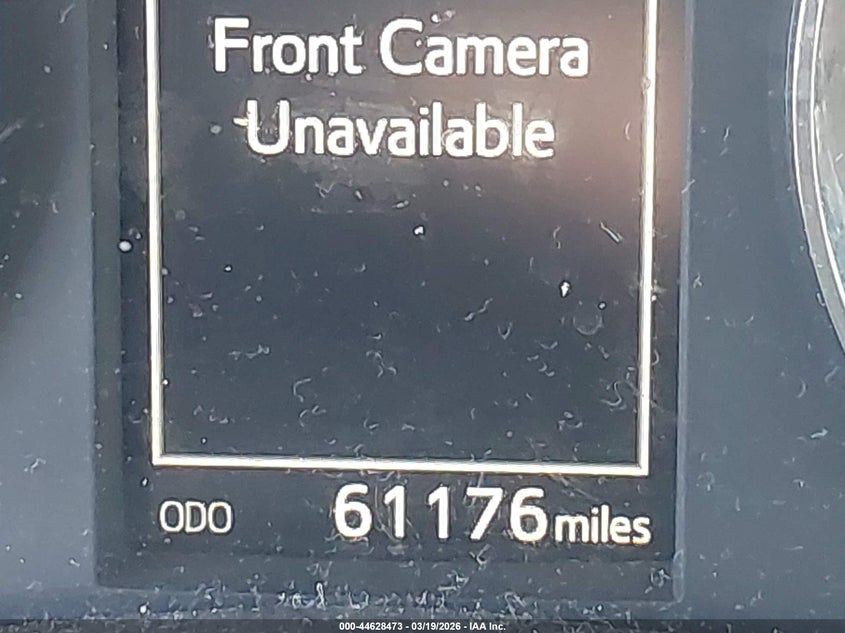 Front Camera
Unavailable
ODO 61176 miles
000-44628473 - 03/19/2026 - IAA Inc.